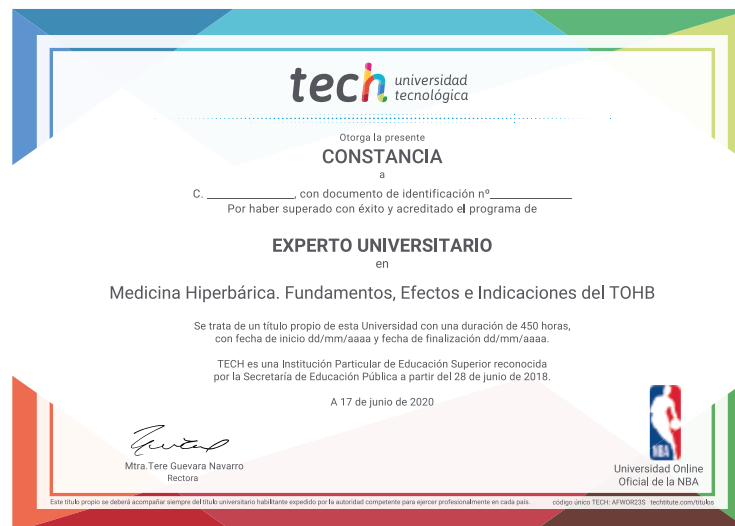 tech universidad
tecnológica
Otorga la presente
CONSTANCIA
a
C. ______________, con documento de identificación nº______________
Por haber superado con éxito y acreditado el programa de
EXPERTO UNIVERSITARIO
en
Medicina Hiperbárica. Fundamentos, Efectos e Indicaciones del TOHB
Se trata de un título propio de esta Universidad con una duración de 450 horas,
con fecha de inicio dd/mm/aaaa y fecha de finalización dd/mm/aaaa.
TECH es una Institución Particular de Educación Superior reconocida
por la Secretaría de Educación Pública a partir del 28 de junio de 2018.
A 17 de junio de 2020
Mtra.Tere Guevara Navarro
Rectora
NBA
Universidad Online
Oficial de la NBA
Este título propio se deberá acompañar siempre del título universitario habilitante expedido por la autoridad competente para ejercer profesionalmente en cada país. código único TECH: AFWOR23S techtitute.com/títulos